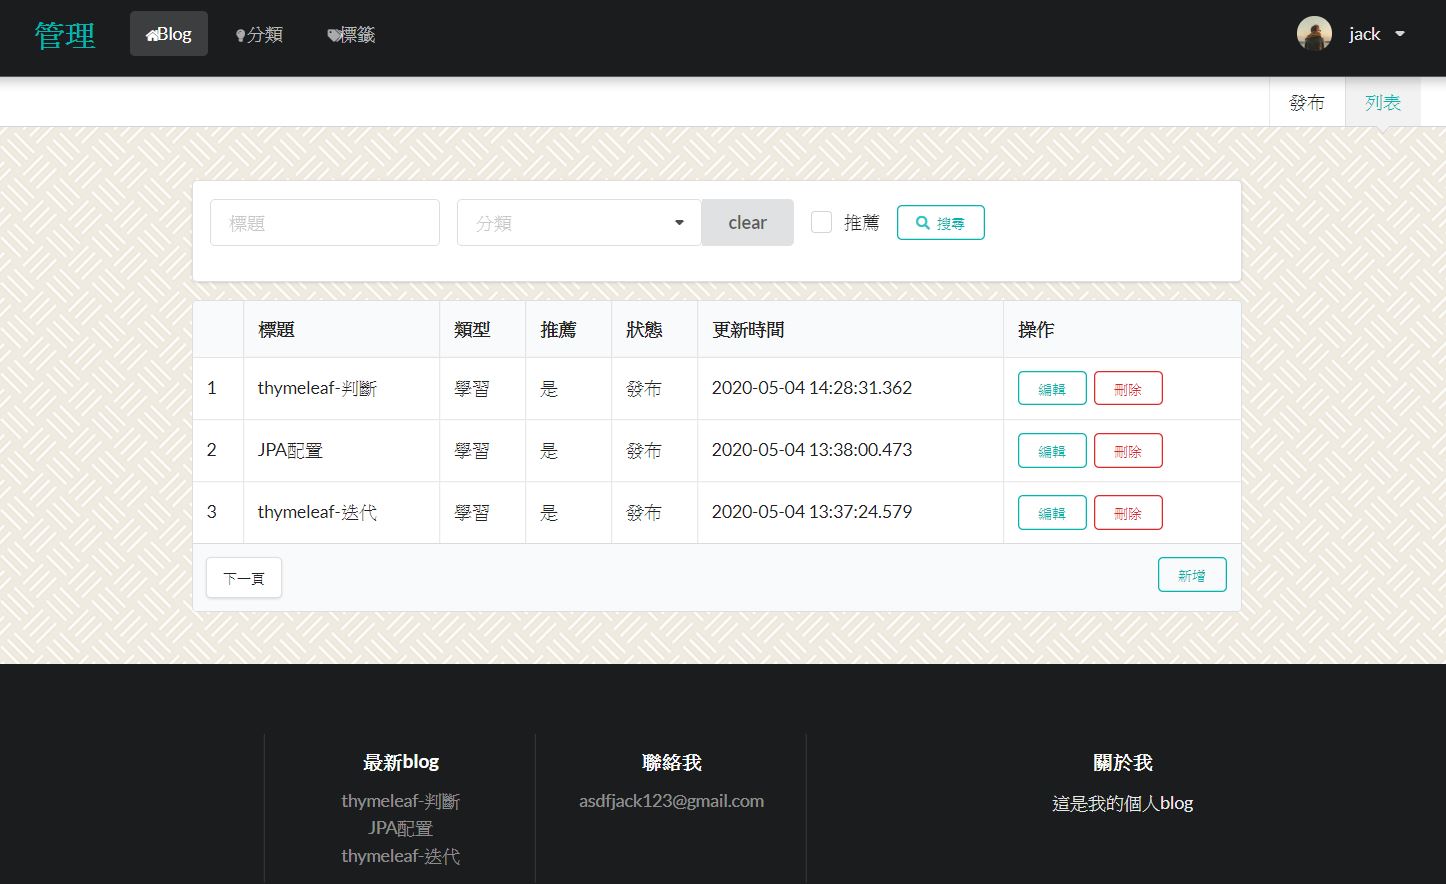 管理 Blog 分類 標籤 jack
發布 列表
標題 分類 clear 推薦 搜尋
標題 類型 推薦 狀態 更新時間 操作
1 thymeleaf-判斷 學習 是 發布 2020-05-04 14:28:31.362 編輯 刪除
2 JPA配置 學習 是 發布 2020-05-04 13:38:00.473 編輯 刪除
3 thymeleaf-迭代 學習 是 發布 2020-05-04 13:37:24.579 編輯 刪除
下一頁 新增
最新blog 聯絡我 關於我
thymeleaf-判斷 asdfjack123@gmail.com 這是我的個人blog
JPA配置
thymeleaf-迭代